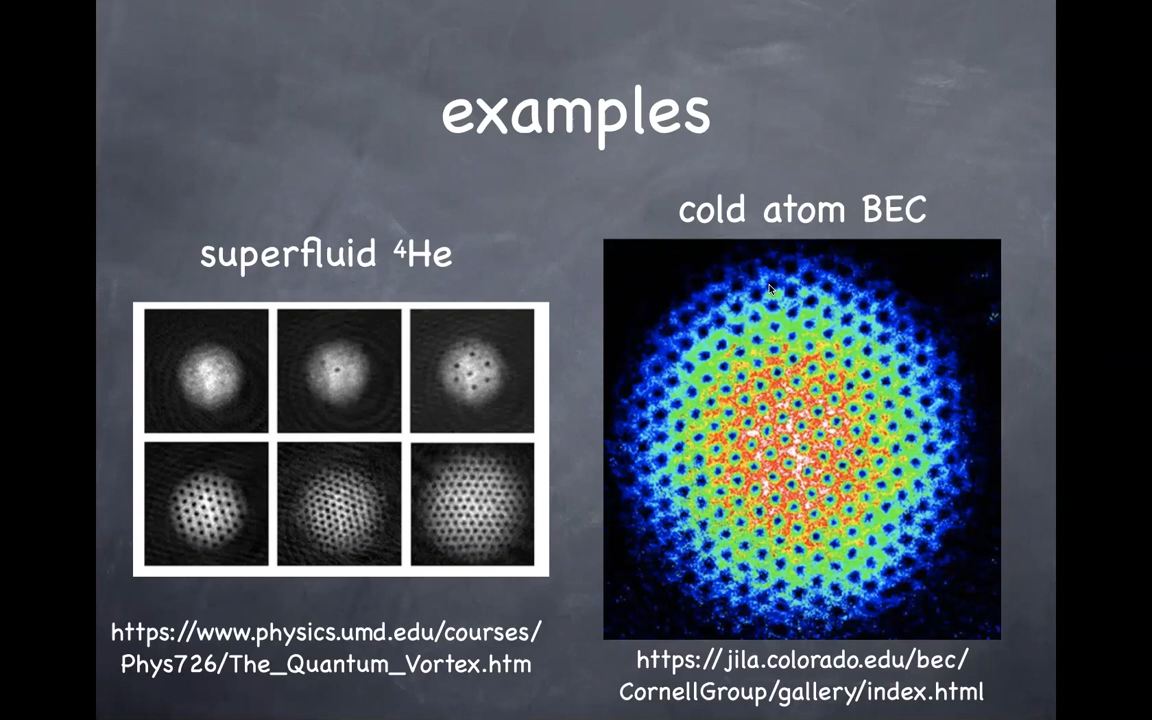 examples
superfluid ⁴He
https://www.physics.umd.edu/courses/
Phys726/The_Quantum_Vortex.htm
cold atom BEC
https://jila.colorado.edu/bec/
CornellGroup/gallery/index.html